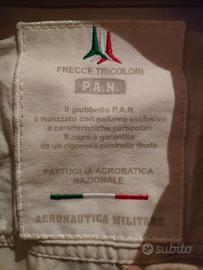 FRECCE TRICOLORI
P.A.N.
Il giubbotto P.A.N.
è realizzato con pellame esclusivo
e caratteristiche particolari
Il capo è garantito
da un rigoroso controllo finale
PATTUGLIA ACROBATICA
NAZIONALE
AERONAUTICA MILITARE
subito